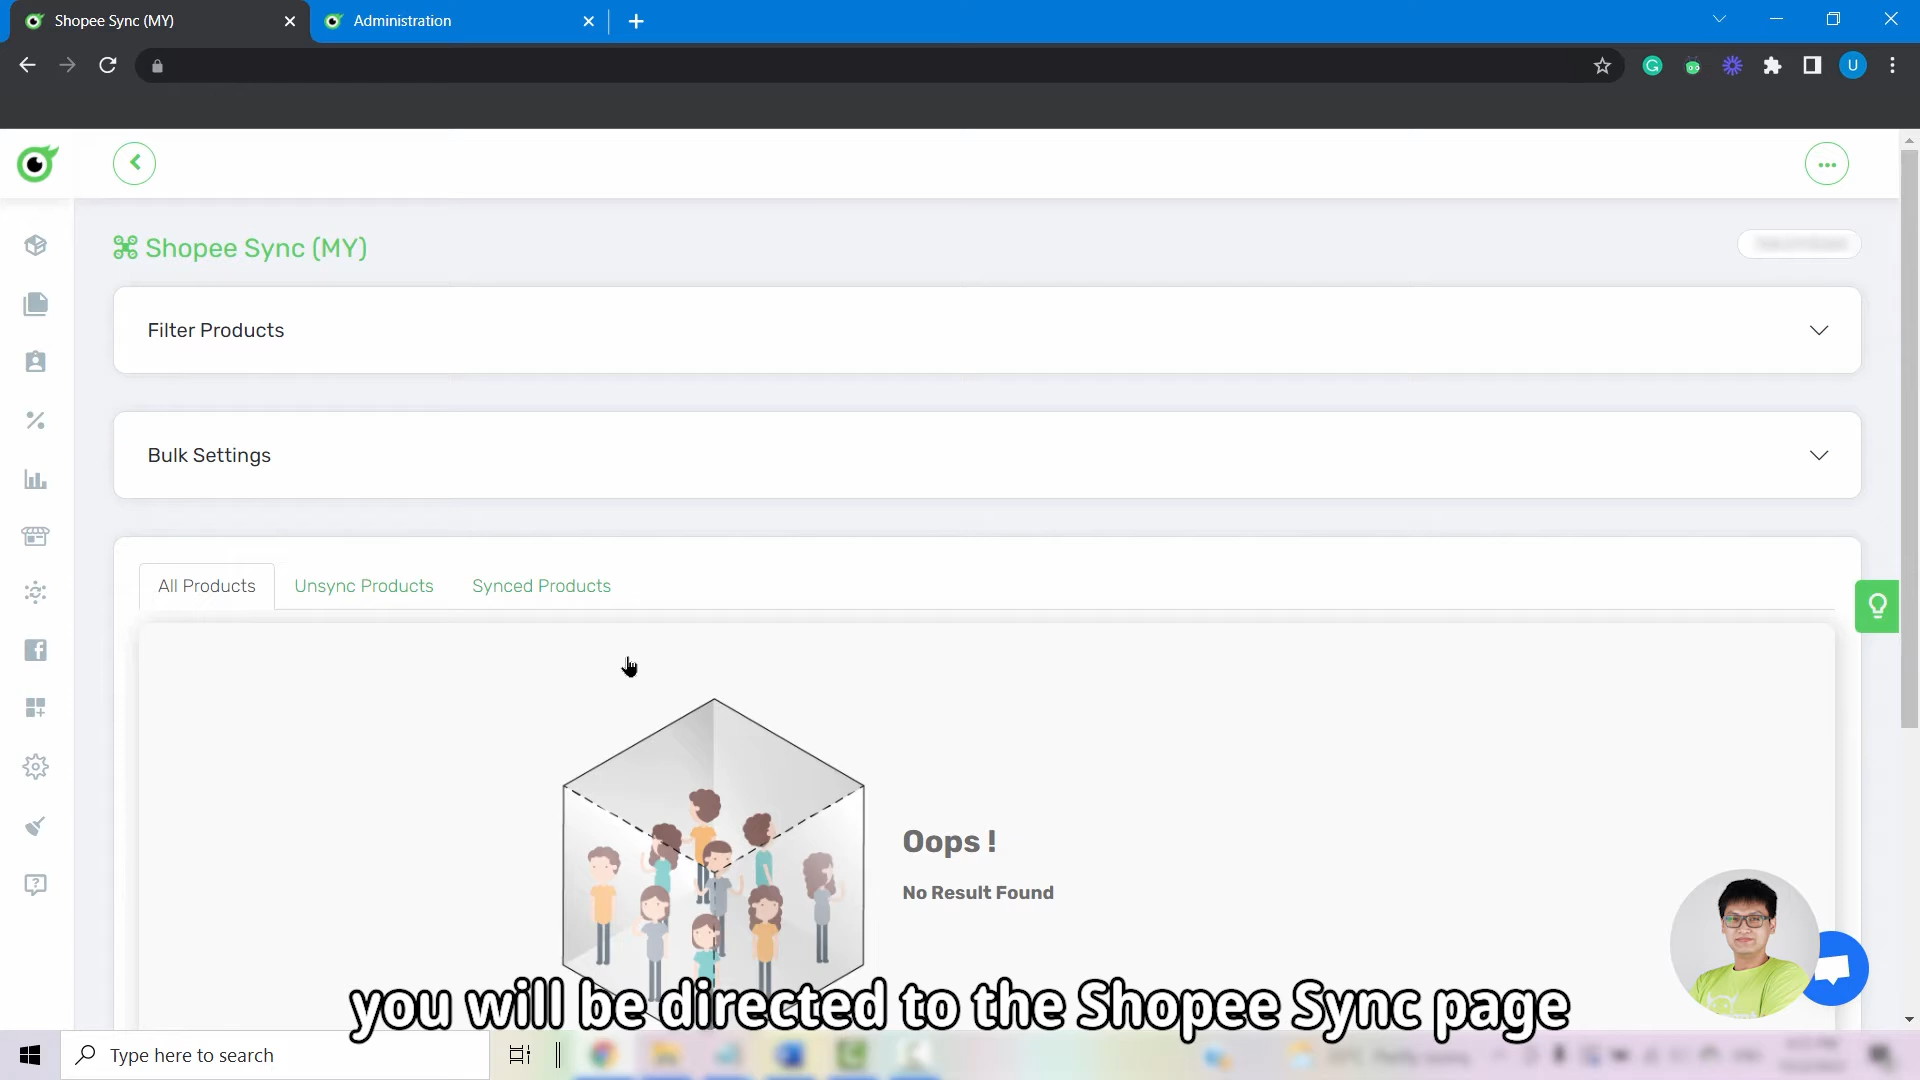 Shopee Sync (MY)
Administration
U
Shopee Sync (MY)
Filter Products
Bulk Settings
All Products
Unsync Products
Synced Products
Oops !
No Result Found
you will be directed to the Shopee Sync page
Type here to search